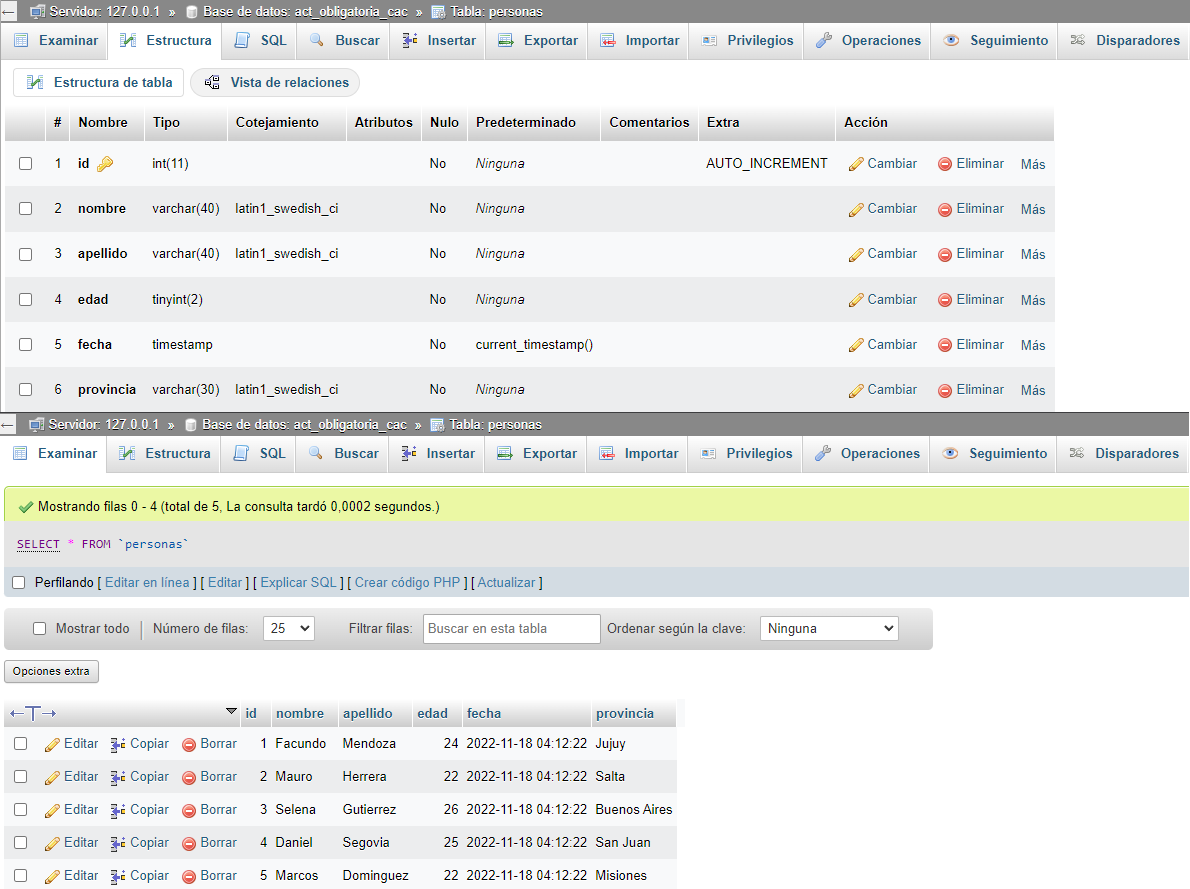 Servidor: 127.0.0.1 » Base de datos: act_obligatoria_cac » Tabla: personas
Examinar Estructura SQL Buscar Insertar Exportar Importar Privilegios Operaciones Seguimiento Disparadores
Estructura de tabla Vista de relaciones
# Nombre Tipo Cotejamiento Atributos Nulo Predeterminado Comentarios Extra Acción
1 id int(11) No Ninguna AUTO_INCREMENT Cambiar Eliminar Más
2 nombre varchar(40) latin1_swedish_ci No Ninguna Cambiar Eliminar Más
3 apellido varchar(40) latin1_swedish_ci No Ninguna Cambiar Eliminar Más
4 edad tinyint(2) No Ninguna Cambiar Eliminar Más
5 fecha timestamp No current_timestamp() Cambiar Eliminar Más
6 provincia varchar(30) latin1_swedish_ci No Ninguna Cambiar Eliminar Más
Servidor: 127.0.0.1 » Base de datos: act_obligatoria_cac » Tabla: personas
Examinar Estructura SQL Buscar Insertar Exportar Importar Privilegios Operaciones Seguimiento Disparadores
Mostrando filas 0 - 4 (total de 5, La consulta tardó 0,0002 segundos.)
SELECT * FROM `personas`
Perfilando [ Editar en línea ] [ Editar ] [ Explicar SQL ] [ Crear código PHP ] [ Actualizar ]
Mostrar todo Número de filas: 25 Filtrar filas: Buscar en esta tabla Ordenar según la clave: Ninguna
Opciones extra
←T→ id nombre apellido edad fecha provincia
Editar Copiar Borrar 1 Facundo Mendoza 24 2022-11-18 04:12:22 Jujuy
Editar Copiar Borrar 2 Mauro Herrera 22 2022-11-18 04:12:22 Salta
Editar Copiar Borrar 3 Selena Gutierrez 26 2022-11-18 04:12:22 Buenos Aires
Editar Copiar Borrar 4 Daniel Segovia 25 2022-11-18 04:12:22 San Juan
Editar Copiar Borrar 5 Marcos Dominguez 22 2022-11-18 04:12:22 Misiones